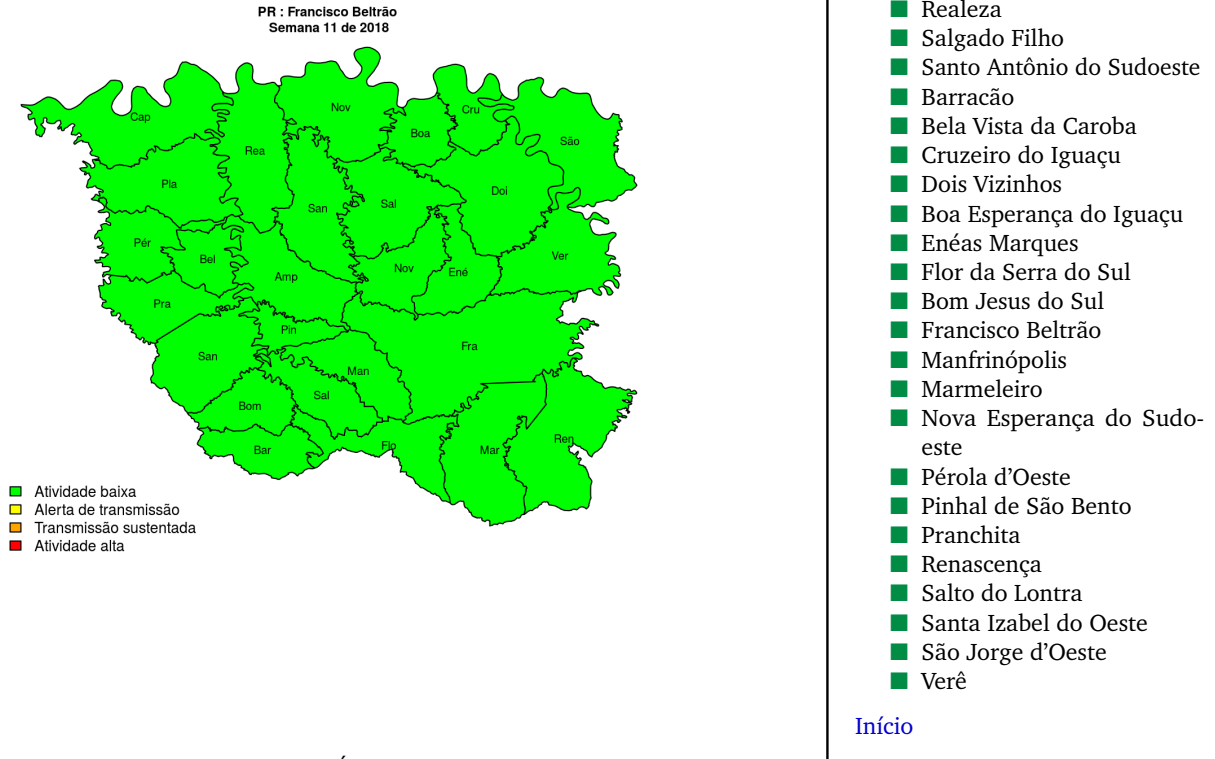 PR : Francisco Beltrão
Semana 11 de 2018
Cap
Nov
Cru
Boa
São
Rea
Pla
Doi
San
Sal
Pér
Bel
Ver
Nov
Ené
Amp
Pra
Pin
Fra
San
Man
Sal
Bom
Flo
Ren
Bar
Mar
Atividade baixa
Alerta de transmissão
Transmissão sustentada
Atividade alta
Realeza
Salgado Filho
Santo Antônio do Sudoeste
Barracão
Bela Vista da Caroba
Cruzeiro do Iguaçu
Dois Vizinhos
Boa Esperança do Iguaçu
Enéas Marques
Flor da Serra do Sul
Bom Jesus do Sul
Francisco Beltrão
Manfrinópolis
Marmeleiro
Nova Esperança do Sudo-
este
Pérola d'Oeste
Pinhal de São Bento
Pranchita
Renascença
Salto do Lontra
Santa Izabel do Oeste
São Jorge d'Oeste
Verê
Início